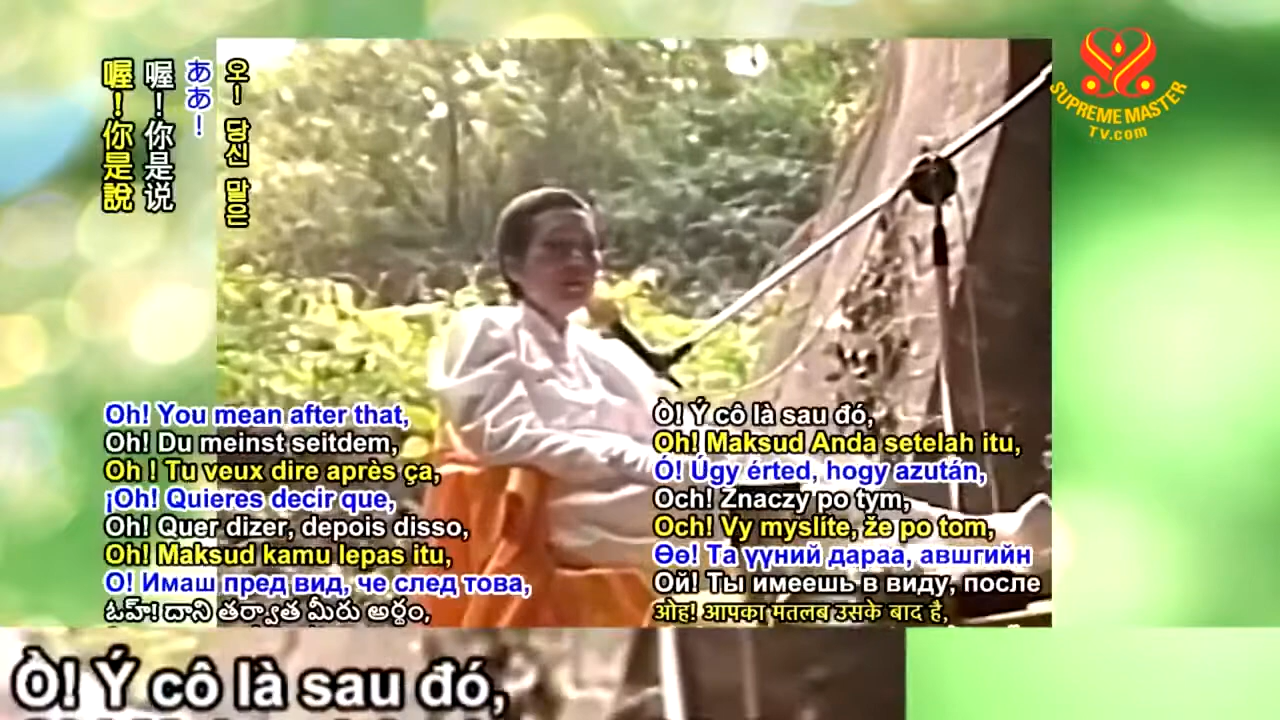 喔！你是說
喔！你是说
ああ！
오! 당신 말은
SUPREME MASTER
TV.com
Oh! You mean after that,
Oh! Du meinst seitdem,
Oh ! Tu veux dire après ça,
¡Oh! Quieres decir que,
Oh! Quer dizer, depois disso,
Oh! Maksud kamu lepas itu,
О! Имаш пред вид, че след това,
ఓహ్! దాని తర్వాత మీరు అర్థం,
Ò! Ý cô là sau đó,
Oh! Maksud Anda setelah itu,
Ó! Úgy érted, hogy azután,
Och! Znaczy po tym,
Och! Vy myslíte, že po tom,
Өө! Та үүний дараа, авшгийн
Ой! Ты имеешь в виду, после
ओह! आपका मतलब उसके बाद है,
Ò! Ý cô là sau đó,